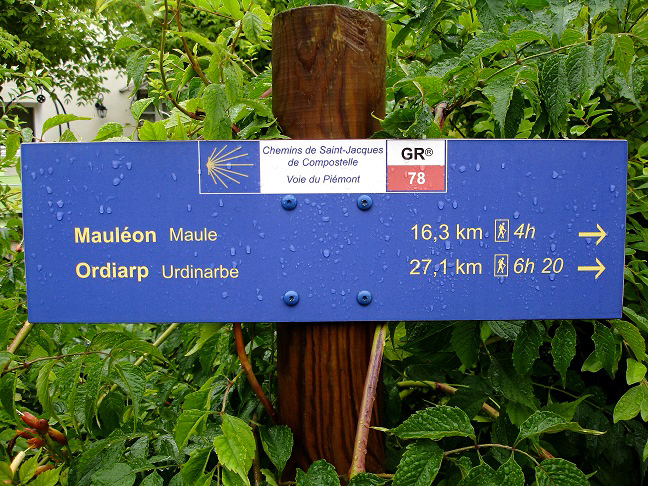 Chemins de Saint-Jacques
de Compostelle
Voie du Piémont
GR®
78
Mauléon Maule 16,3 km 4h
Ordiarp Urdinarbe 27,1 km 6h 20